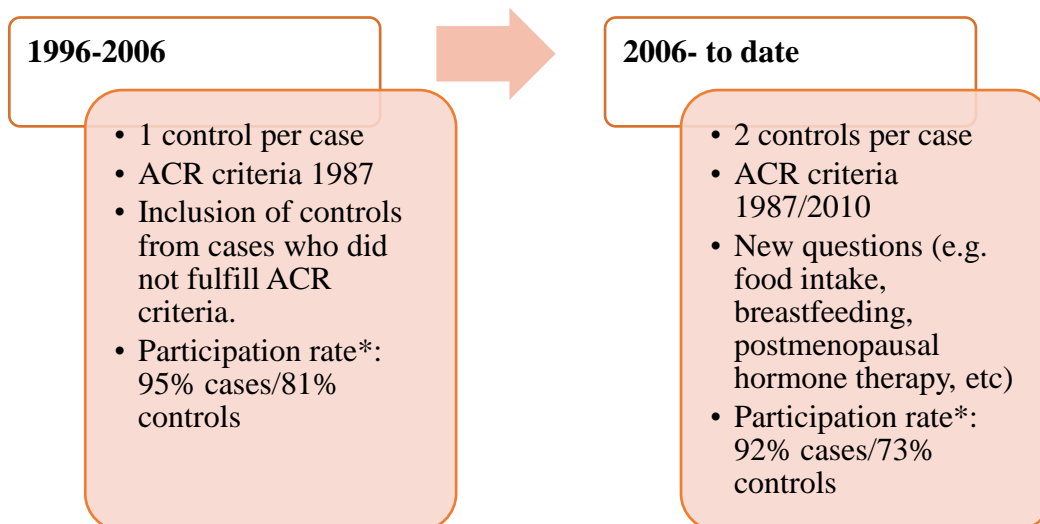 1996-2006
• 1 control per case
• ACR criteria 1987
• Inclusion of controls
from cases who did
not fulfill ACR
criteria.
• Participation rate*:
95% cases/81%
controls
2006- to date
• 2 controls per case
• ACR criteria
1987/2010
• New questions (e.g.
food intake,
breastfeeding,
postmenopausal
hormone therapy, etc)
• Participation rate*:
92% cases/73%
controls